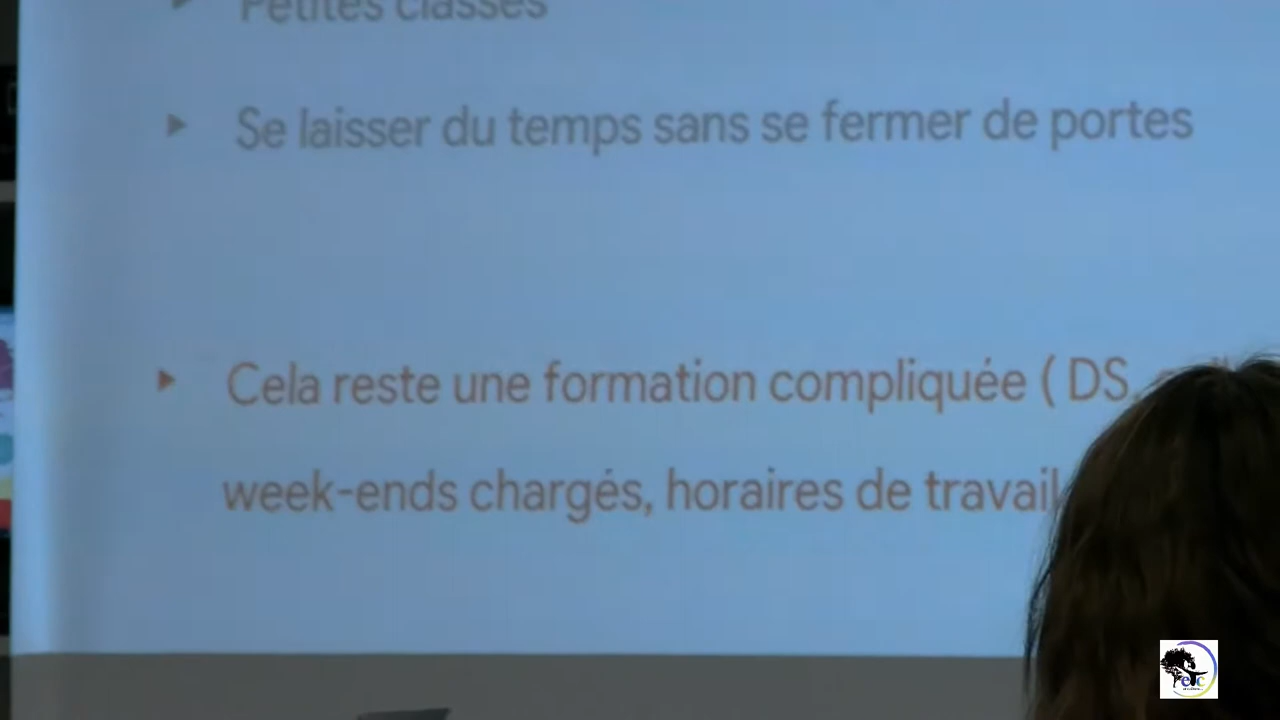 Petites classes
Se laisser du temps sans se fermer de portes
Cela reste une formation compliquée ( DS,
week-ends chargés, horaires de travail